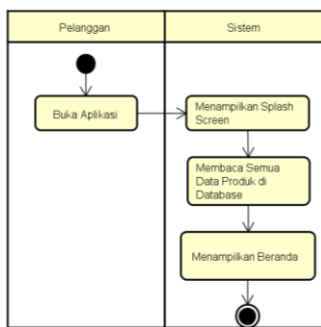 Pelanggan
Sistem
Buka Aplikasi
Menampilkan Splash
Screen
Membaca Semua
Data Produk di
Database
Menampilkan Beranda